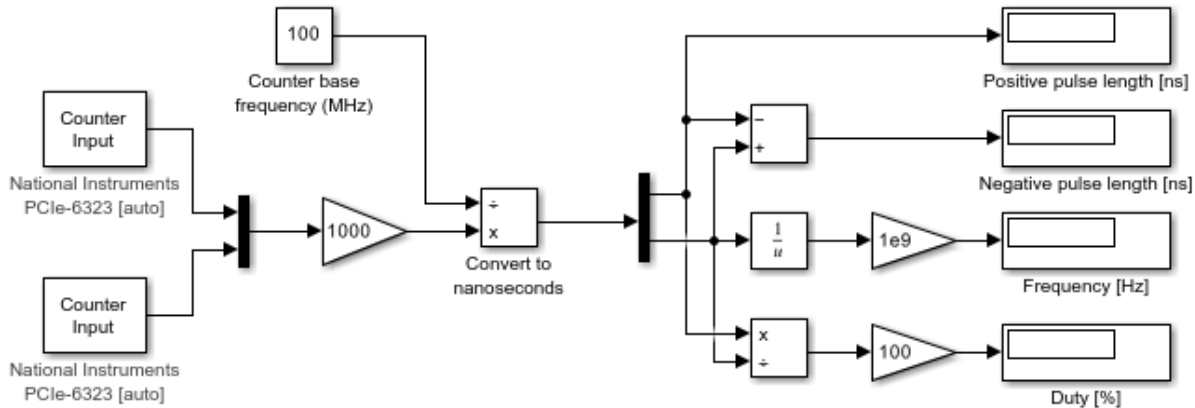 100
Counter base
frequency (MHz)
Counter
Input
National Instruments
PCIe-6323 [auto]
Counter
Input
National Instruments
PCIe-6323 [auto]
1000
÷
x
Convert to
nanoseconds
Positive pulse length [ns]
−
+
Negative pulse length [ns]
1
u
1e9
Frequency [Hz]
x
÷
100
Duty [%]